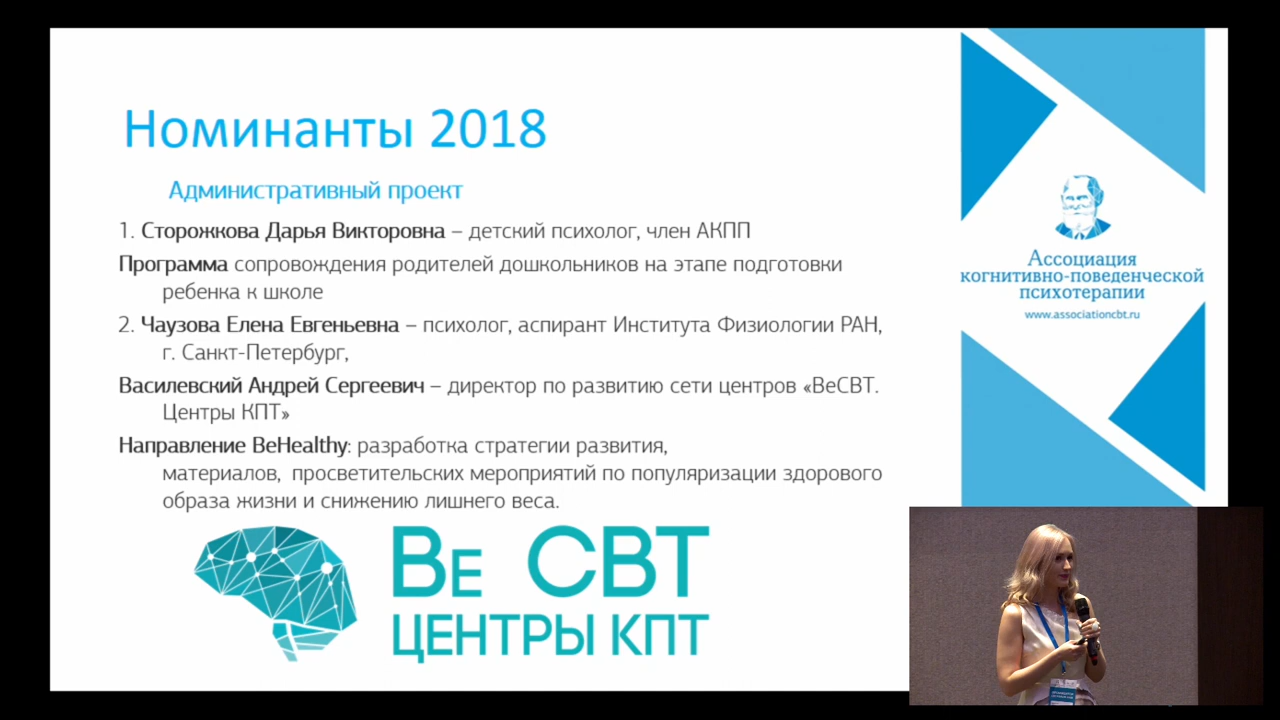 Номинанты 2018
Административный проект
1. Сторожкова Дарья Викторовна – детский психолог, член АКПП
Программа сопровождения родителей дошкольников на этапе подготовки
ребенка к школе
2. Чаузова Елена Евгеньевна – психолог, аспирант Института Физиологии РАН,
г. Санкт-Петербург,
Василевский Андрей Сергеевич – директор по развитию сети центров «BeCBT.
Центры КПТ»
Направление BeHealthy: разработка стратегии развития,
материалов, просветительских мероприятий по популяризации здорового
образа жизни и снижению лишнего веса.
BE CBT
ЦЕНТРЫ КПТ
Ассоциация
когнитивно-поведенческой
психотерапии
www.associationcbt.ru